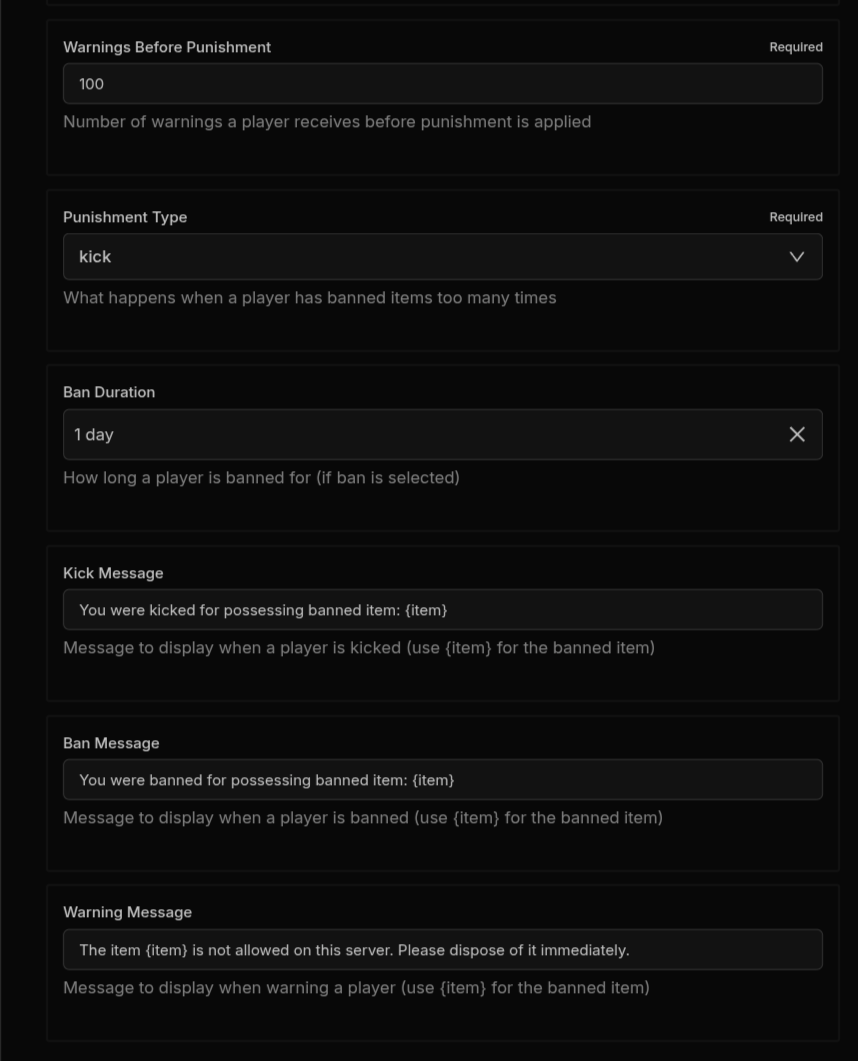 Warnings Before Punishment Required
100
Number of warnings a player receives before punishment is applied
Punishment Type Required
kick
What happens when a player has banned items too many times
Ban Duration
1 day
How long a player is banned for (if ban is selected)
Kick Message
You were kicked for possessing banned item: {item}
Message to display when a player is kicked (use {item} for the banned item)
Ban Message
You were banned for possessing banned item: {item}
Message to display when a player is banned (use {item} for the banned item)
Warning Message
The item {item} is not allowed on this server. Please dispose of it immediately.
Message to display when warning a player (use {item} for the banned item)